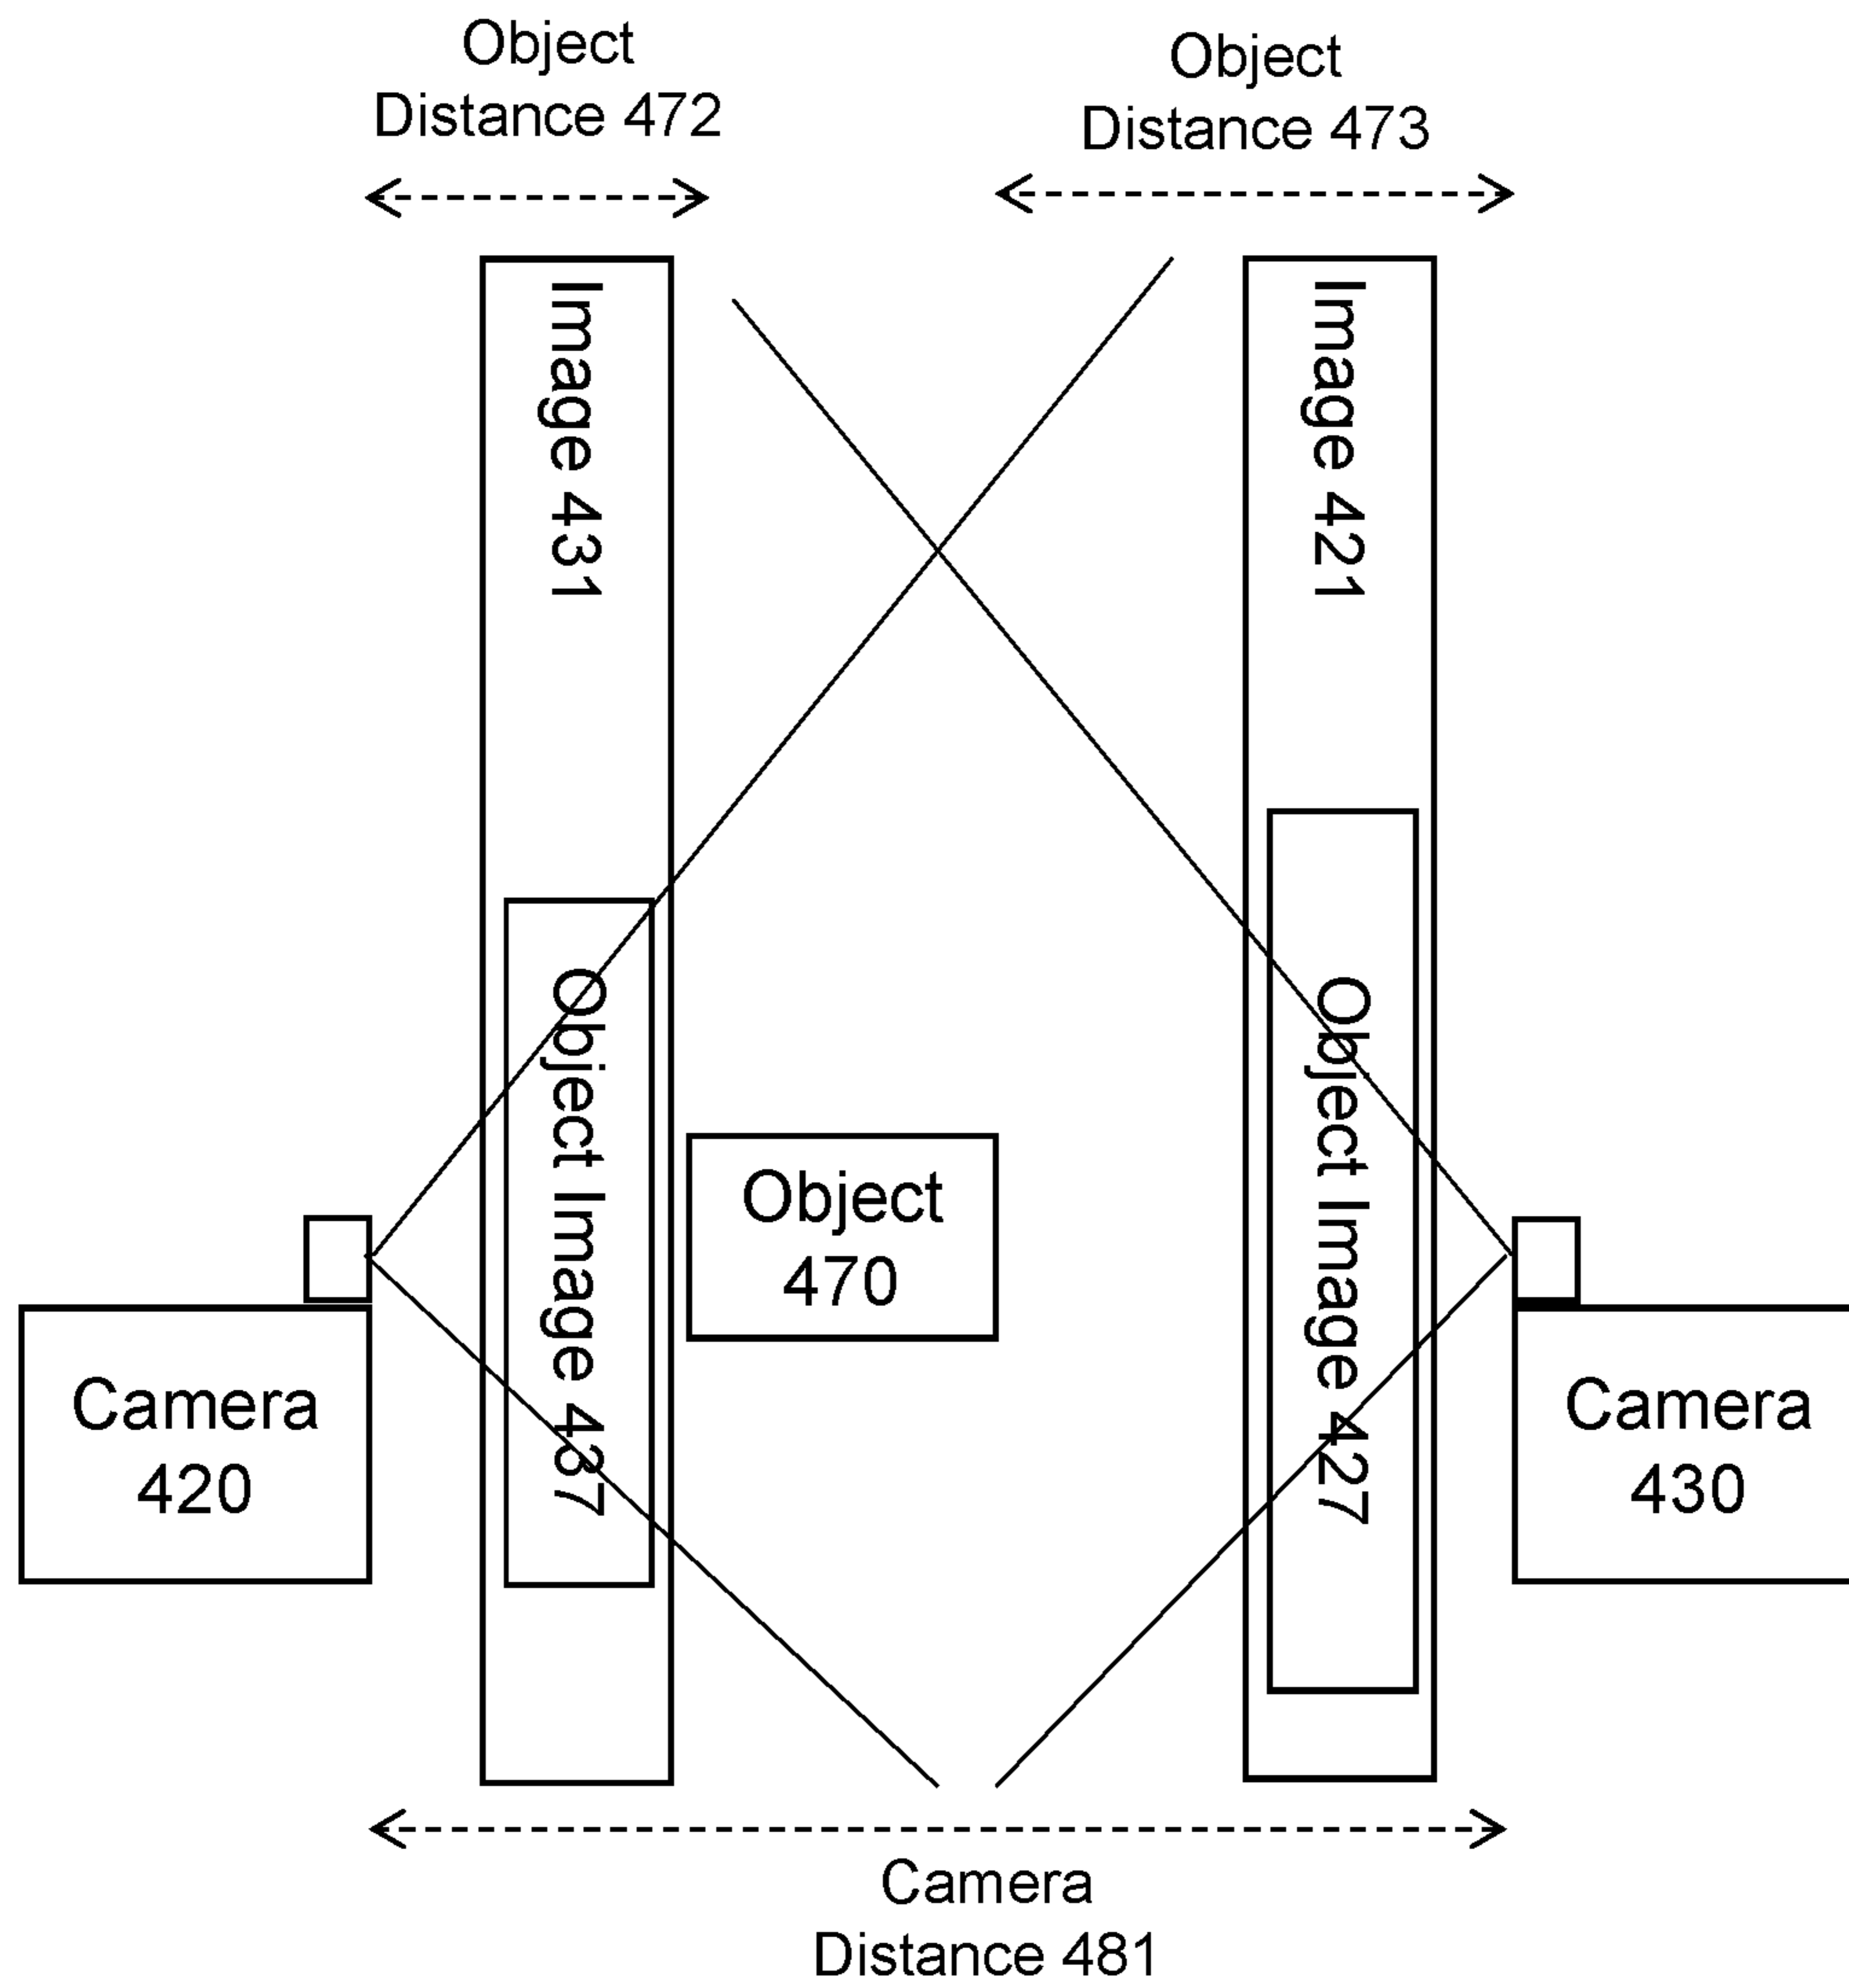 Object
Distance 472
Object
Distance 473
Image 431
Image 421
Object Image 437
Object Image 427
Object
470
Camera
420
Camera
430
Camera
Distance 481